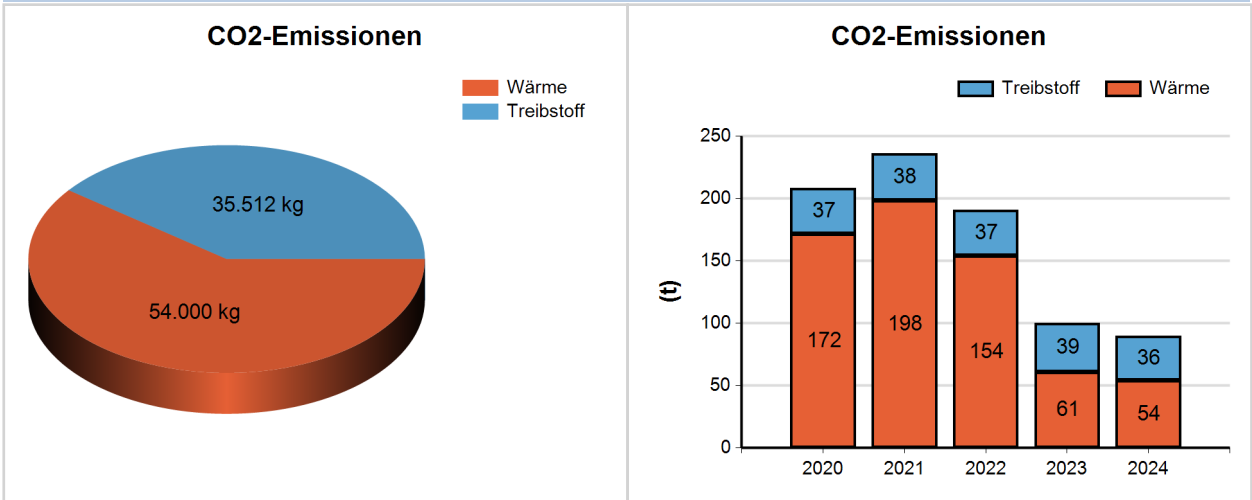 CO2-Emissionen
Wärme
Treibstoff
35.512 kg
54.000 kg
CO2-Emissionen
Treibstoff Wärme
250
200
150
100
50
0
(t)
37 38 37 39 36
172 198 154 61 54
2020 2021 2022 2023 2024